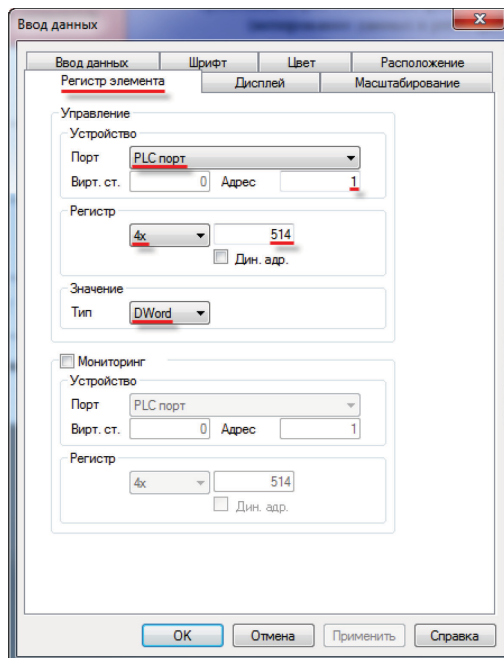 Ввод данных
Ввод данных Шрифт Цвет Расположение
Регистр элемента Дисплей Масштабирование
Управление
Устройство
Порт PLC порт
Вирт. ст. 0 Адрес 1
Регистр
4x 514
Дин. адр.
Значение
Тип DWord
Мониторинг
Устройство
Порт PLC порт
Вирт. ст. 0 Адрес 1
Регистр
4x 514
Дин. адр.
OK Отмена Применить Справка